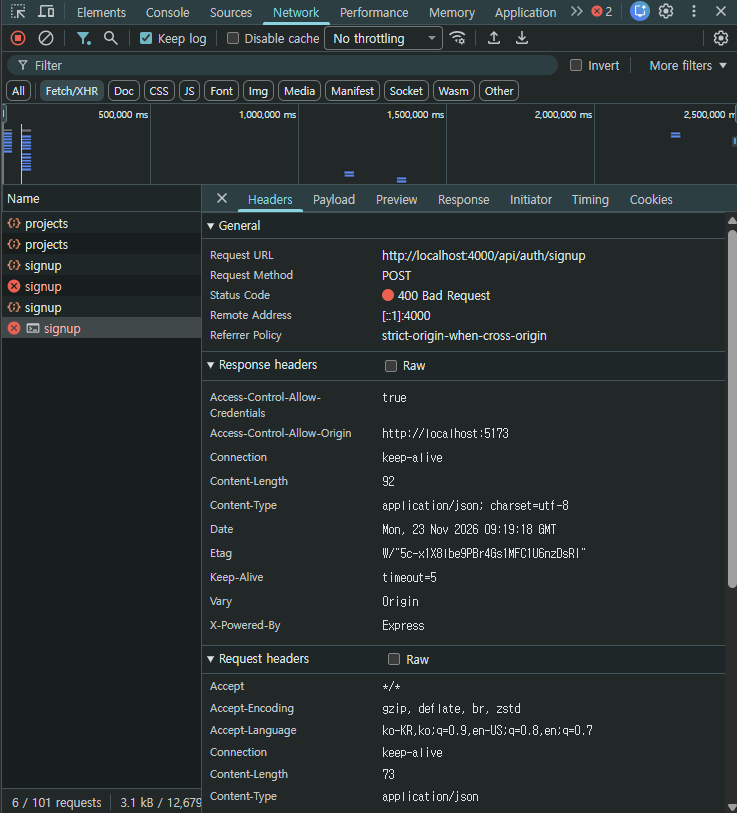 Elements Console Sources Network Performance Memory Application 2
Keep log Disable cache No throttling
Filter Invert More filters
All Fetch/XHR Doc CSS JS Font Img Media Manifest Socket Wasm Other
500,000 ms 1,000,000 ms 1,500,000 ms 2,000,000 ms 2,500,000 m
Name
projects
projects
signup
signup
signup
signup
6 / 101 requests 3.1 kB / 12,679
Headers Payload Preview Response Initiator Timing Cookies
General
Request URL http://localhost:4000/api/auth/signup
Request Method POST
Status Code 400 Bad Request
Remote Address [::1]:4000
Referrer Policy strict-origin-when-cross-origin
Response headers Raw
Access-Control-Allow- true
Credentials
Access-Control-Allow-Origin http://localhost:5173
Connection keep-alive
Content-Length 92
Content-Type application/json; charset=utf-8
Date Mon, 23 Nov 2026 09:19:18 GMT
Etag
Keep-Alive timeout=5
Vary Origin
X-Powered-By Express
Request headers Raw
Accept */*
Accept-Encoding gzip, deflate, br, zstd
Accept-Language ko-KR,ko;q=0.9,en-US;q=0.8,en;q=0.7
Connection keep-alive
Content-Length 73
Content-Type application/json